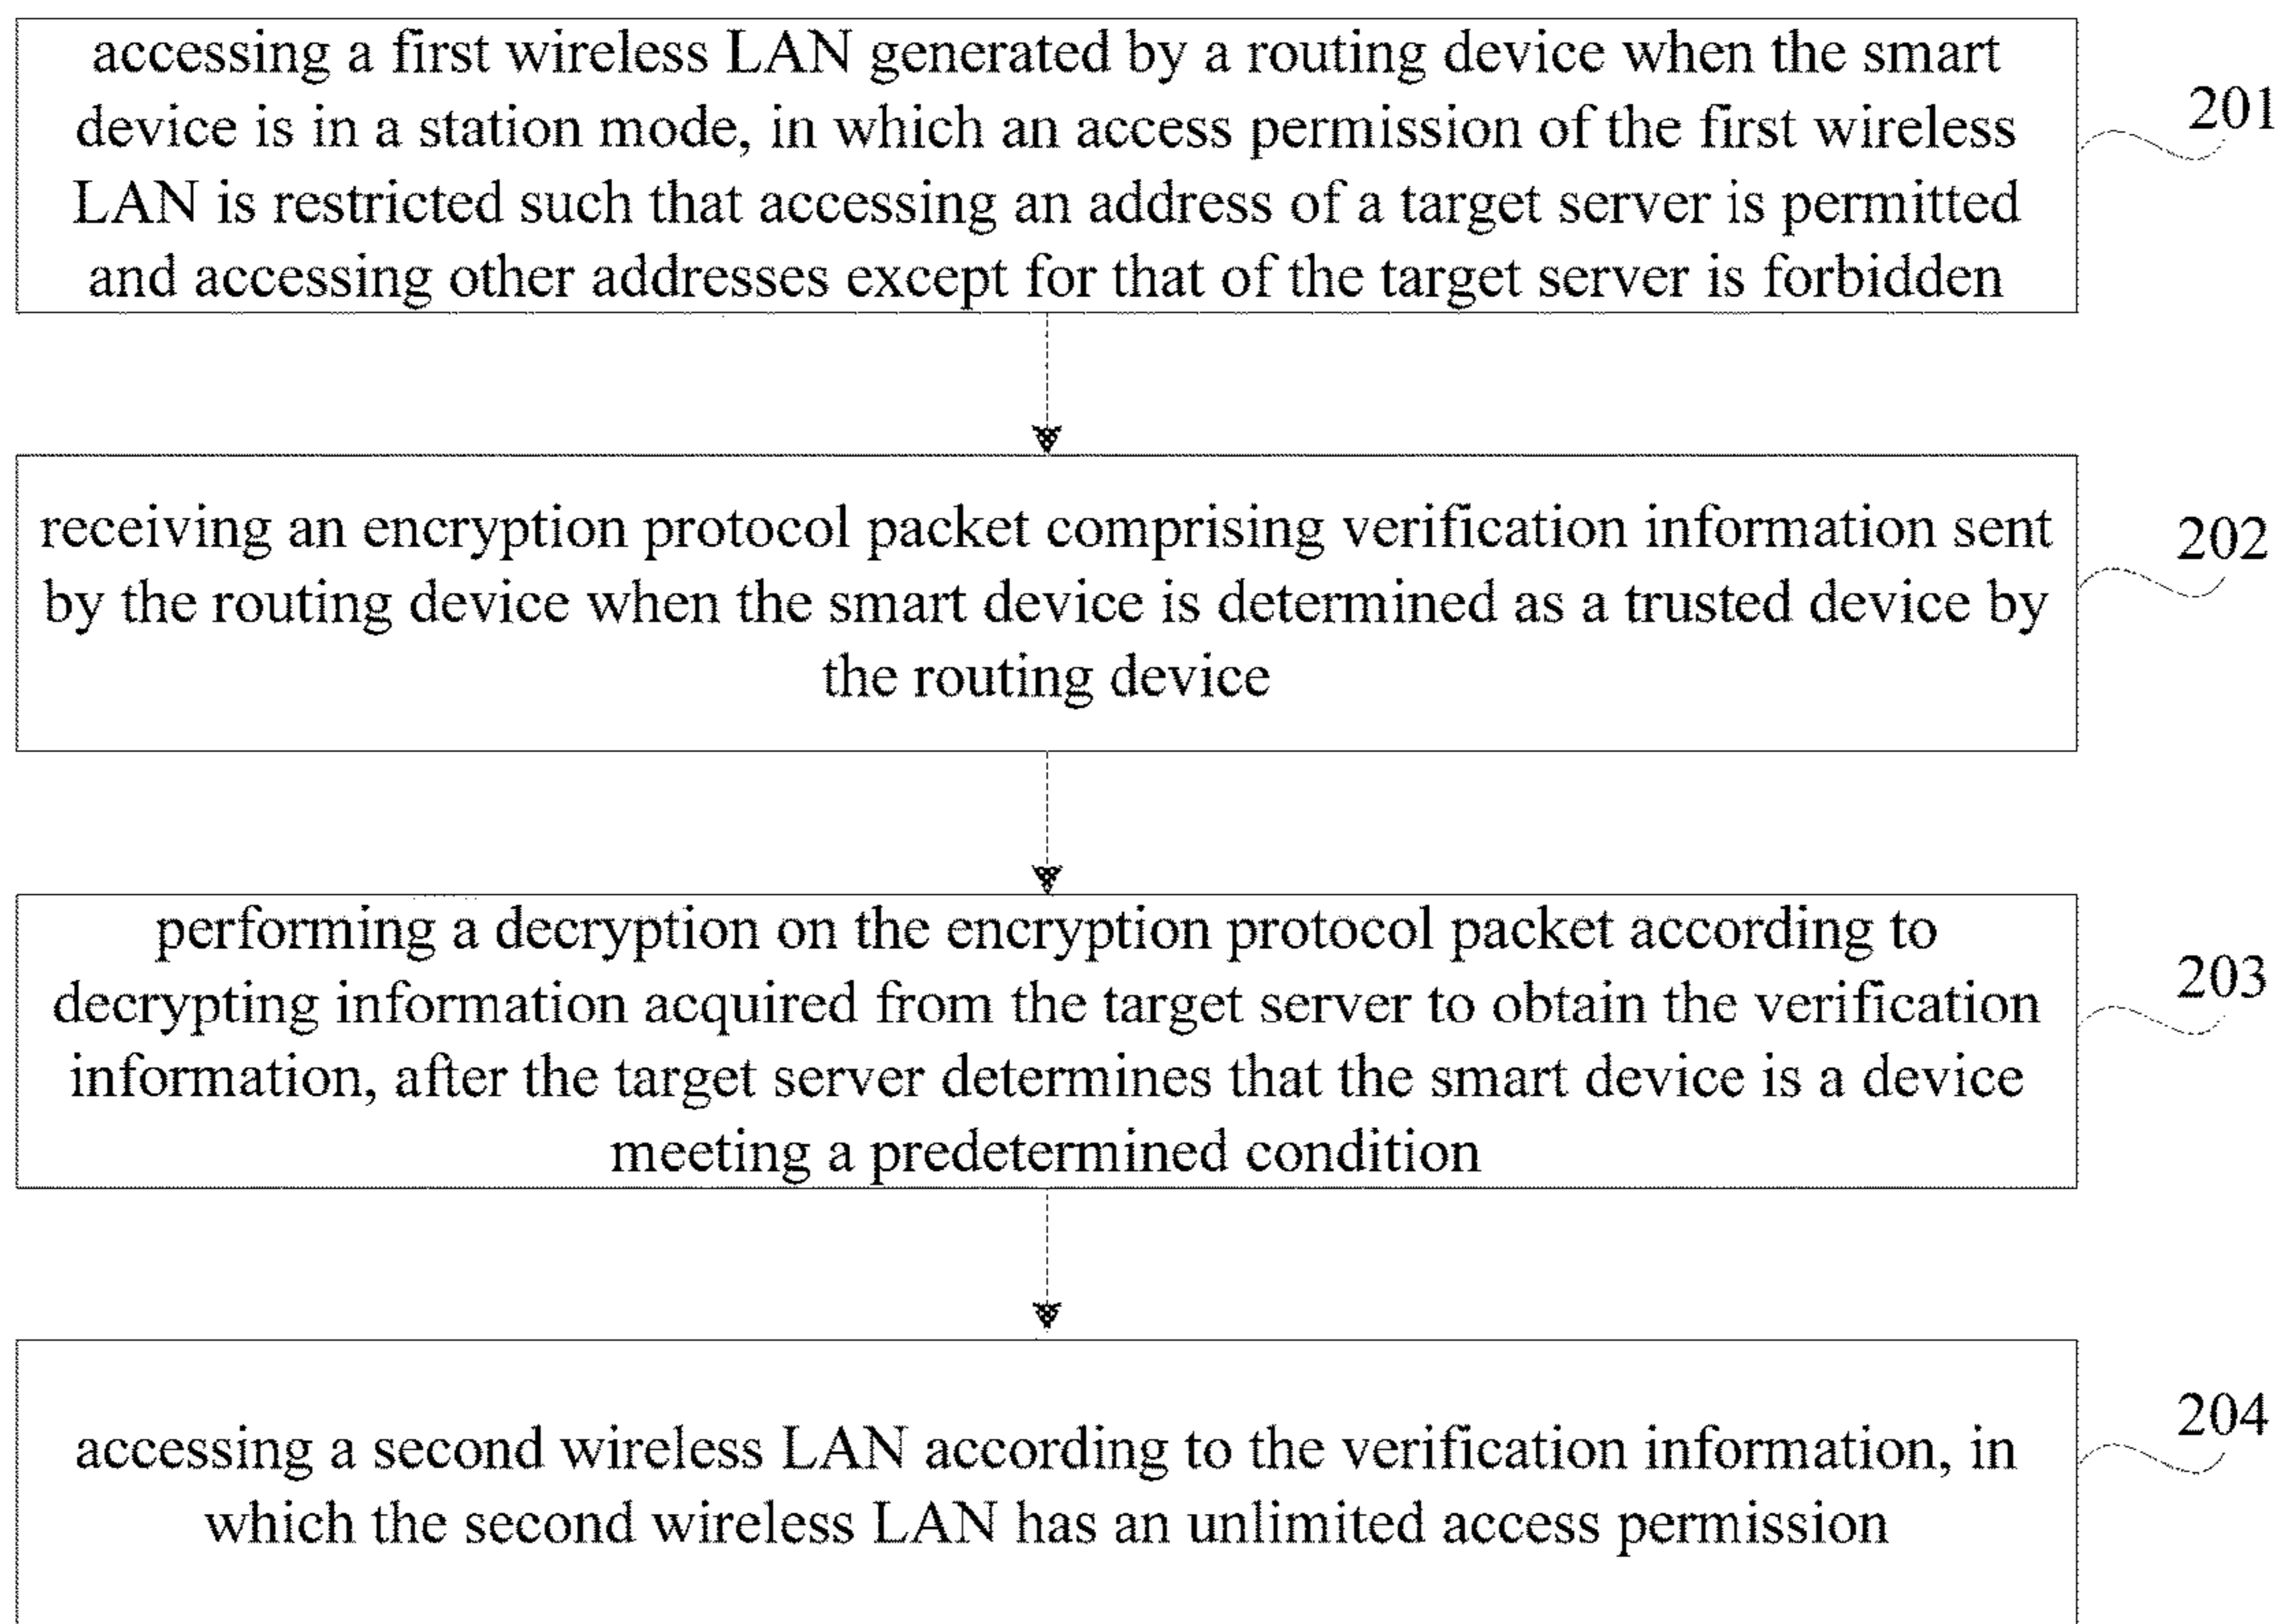 accessing a first wireless LAN generated by a routing device when the smart
device is in a station mode, in which an access permission of the first wireless
LAN is restricted such that accessing an address of a target server is permitted
and accessing other addresses except for that of the target server is forbidden
201
receiving an encryption protocol packet comprising verification information sent
by the routing device when the smart device is determined as a trusted device by
the routing device
202
performing a decryption on the encryption protocol packet according to
decrypting information acquired from the target server to obtain the verification
information, after the target server determines that the smart device is a device
meeting a predetermined condition
203
accessing a second wireless LAN according to the verification information, in
which the second wireless LAN has an unlimited access permission
204